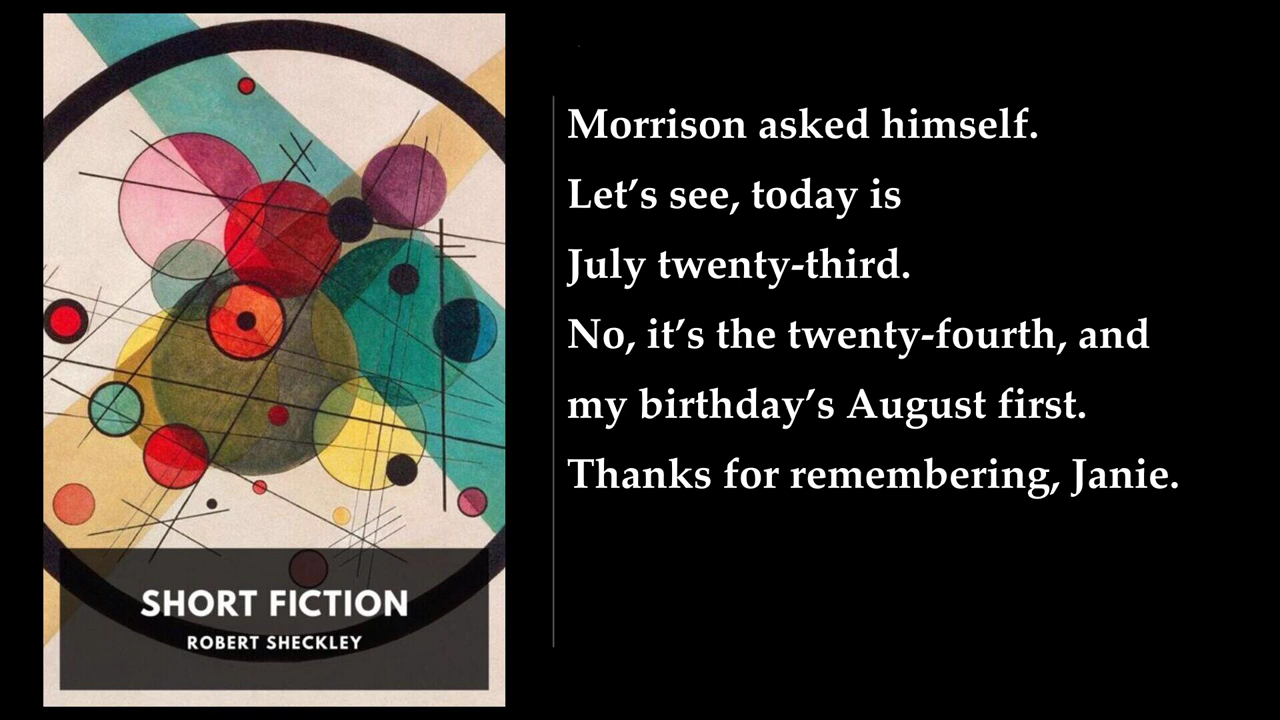 Morrison asked himself.
Let’s see, today is
July twenty-third.
No, it’s the twenty-fourth, and
my birthday’s August first.
Thanks for remembering, Janie.
SHORT FICTION
ROBERT SHECKLEY